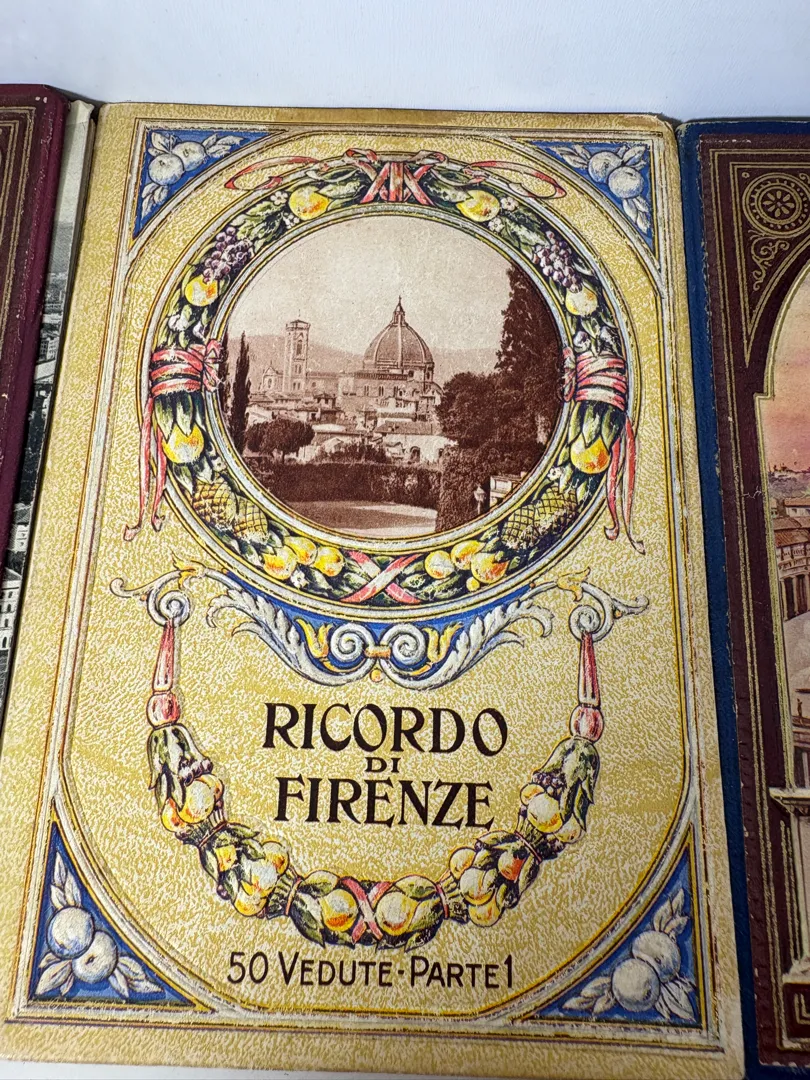 RICORDO
DI
FIRENZE
50 VEDUTE-PARTE 1